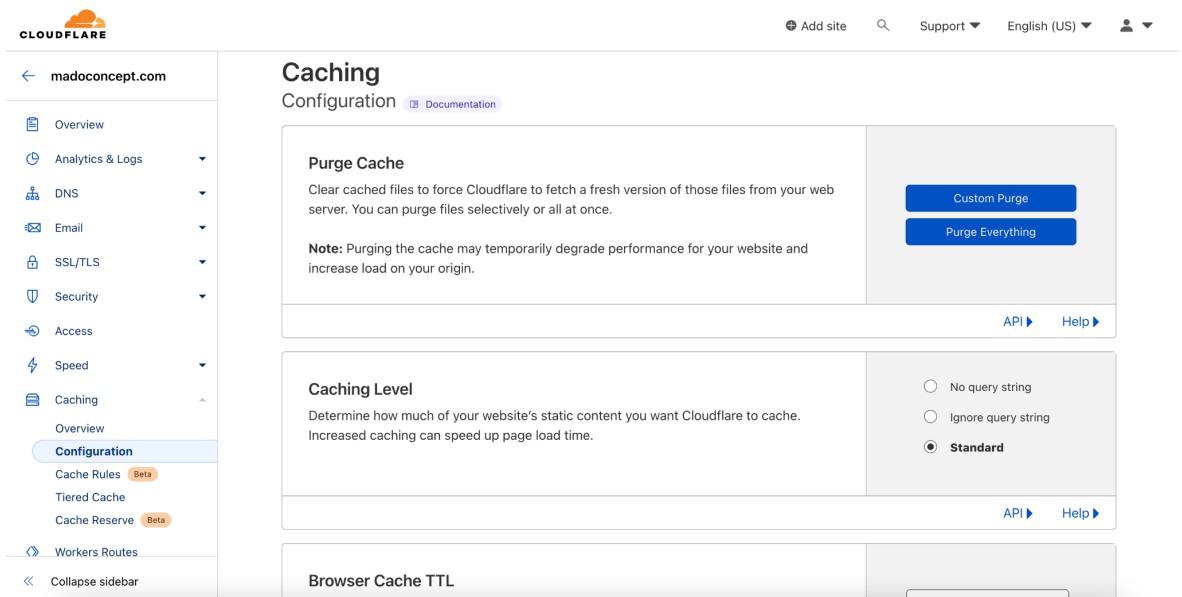 CLOUDFLARE
Add site
Support
English (US)
madoconcept.com
Overview
Analytics & Logs
DNS
Email
SSL/TLS
Security
Access
Speed
Caching
Overview
Configuration
Cache Rules Beta
Tiered Cache
Cache Reserve Beta
Workers Routes
Collapse sidebar
Caching
Configuration Documentation
Purge Cache
Clear cached files to force Cloudflare to fetch a fresh version of those files from your web
server. You can purge files selectively or all at once.
Note: Purging the cache may temporarily degrade performance for your website and
increase load on your origin.
Custom Purge
Purge Everything
API Help
Caching Level
Determine how much of your website's static content you want Cloudflare to cache.
Increased caching can speed up page load time.
No query string
Ignore query string
Standard
API Help
Browser Cache TTL